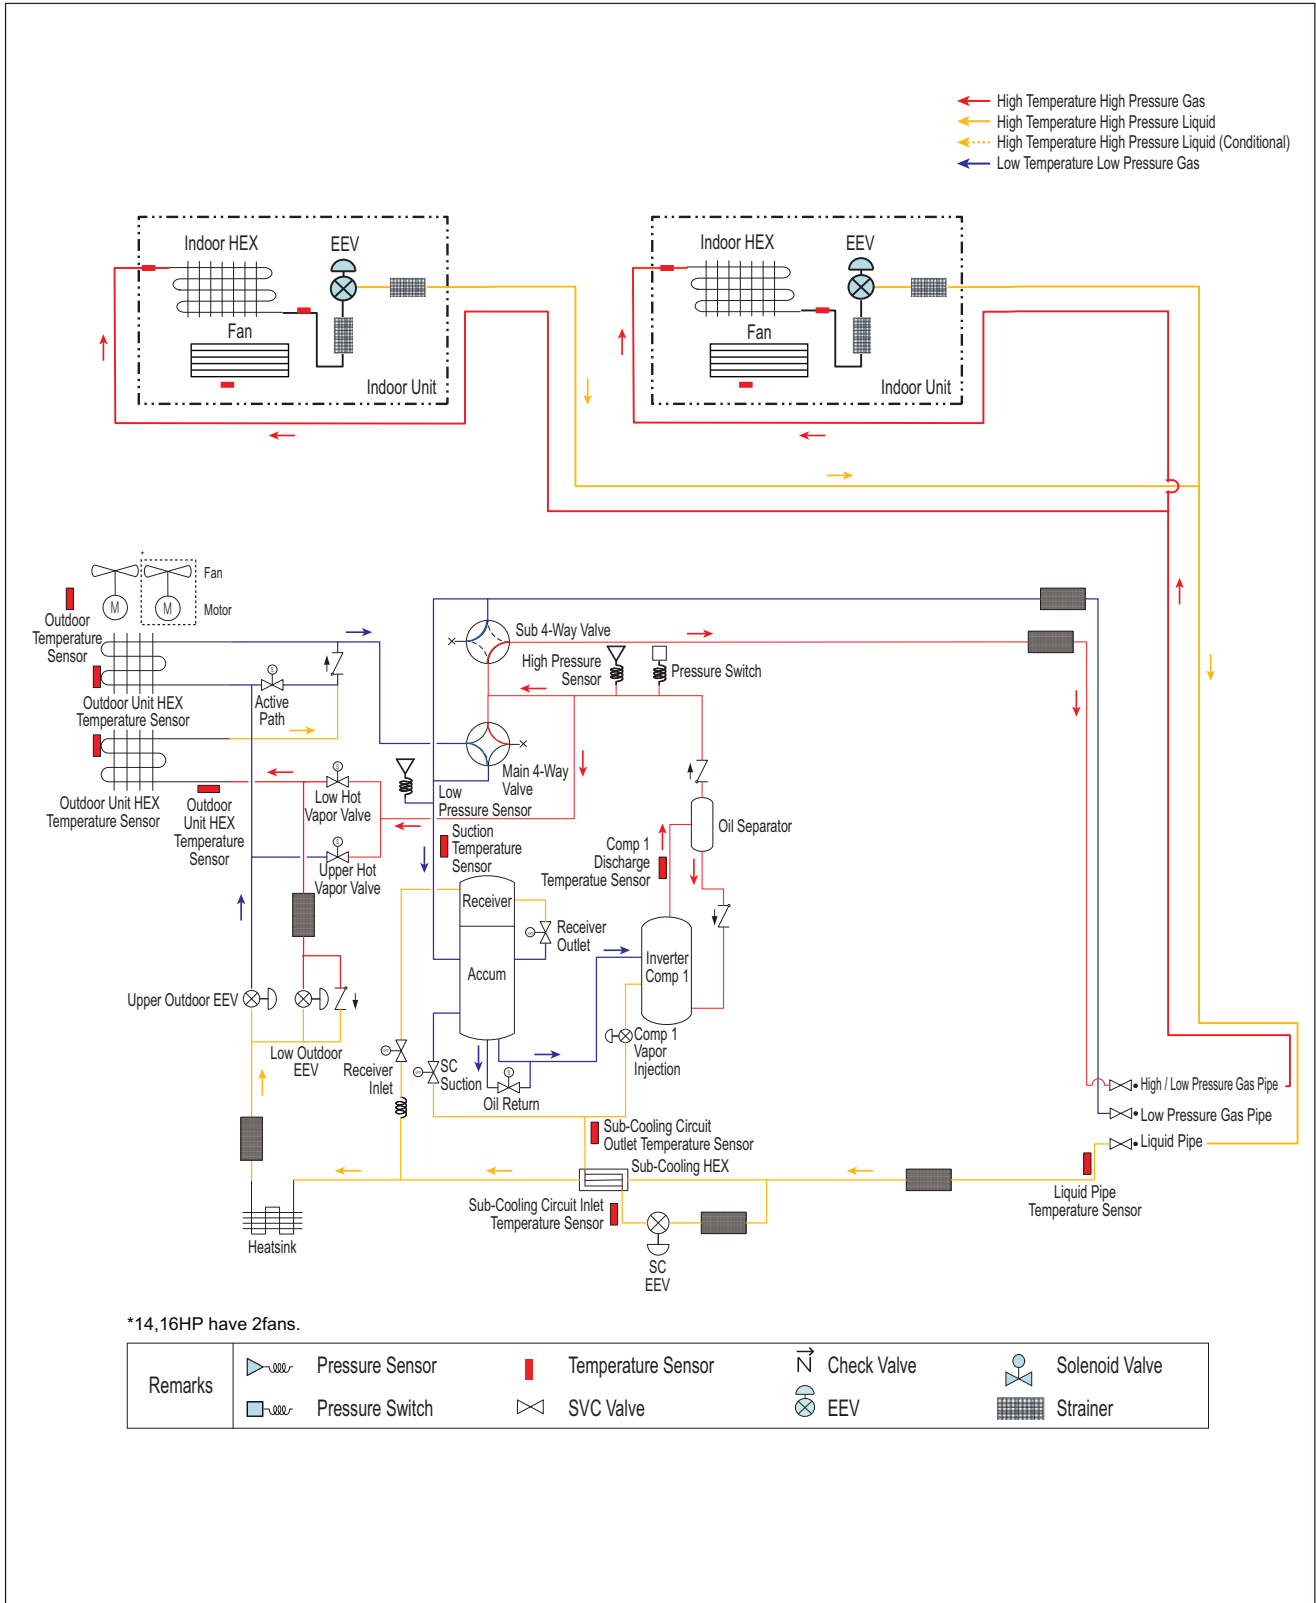 High Temperature High Pressure Gas
High Temperature High Pressure Liquid
High Temperature High Pressure Liquid (Conditional)
Low Temperature Low Pressure Gas
Indoor HEX
EEV
Fan
Indoor Unit
Indoor HEX
EEV
Fan
Indoor Unit
*
Fan
M
M
Motor
Outdoor
Temperature
Sensor
Sub 4-Way Valve
High Pressure
Sensor
Pressure Switch
S
Active
Path
Outdoor Unit HEX
Temperature Sensor
Main 4-Way
Valve
Outdoor Unit HEX
Temperature Sensor
Outdoor
Unit HEX
Temperature
Sensor
S
Low Hot
Vapor Valve
Low
Pressure Sensor
Suction
Temperature
Sensor
S
Upper Hot
Vapor Valve
Oil Separator
Comp 1
Discharge
Temperatue Sensor
Receiver
Accum
S
Receiver
Outlet
Inverter
Comp 1
Upper Outdoor EEV
Low Outdoor
EEV
S
Receiver
Inlet
S
SC
Suction
S
Oil Return
Comp 1
Vapor
Injection
High / Low Pressure Gas Pipe
Low Pressure Gas Pipe
Liquid Pipe
Sub-Cooling Circuit
Outlet Temperature Sensor
Sub-Cooling HEX
Sub-Cooling Circuit Inlet
Temperature Sensor
Liquid Pipe
Temperature Sensor
Heatsink
SC
EEV
*14,16HP have 2fans.
Remarks
Pressure Sensor
Temperature Sensor
Check Valve
Solenoid Valve
Pressure Switch
SVC Valve
EEV
Strainer